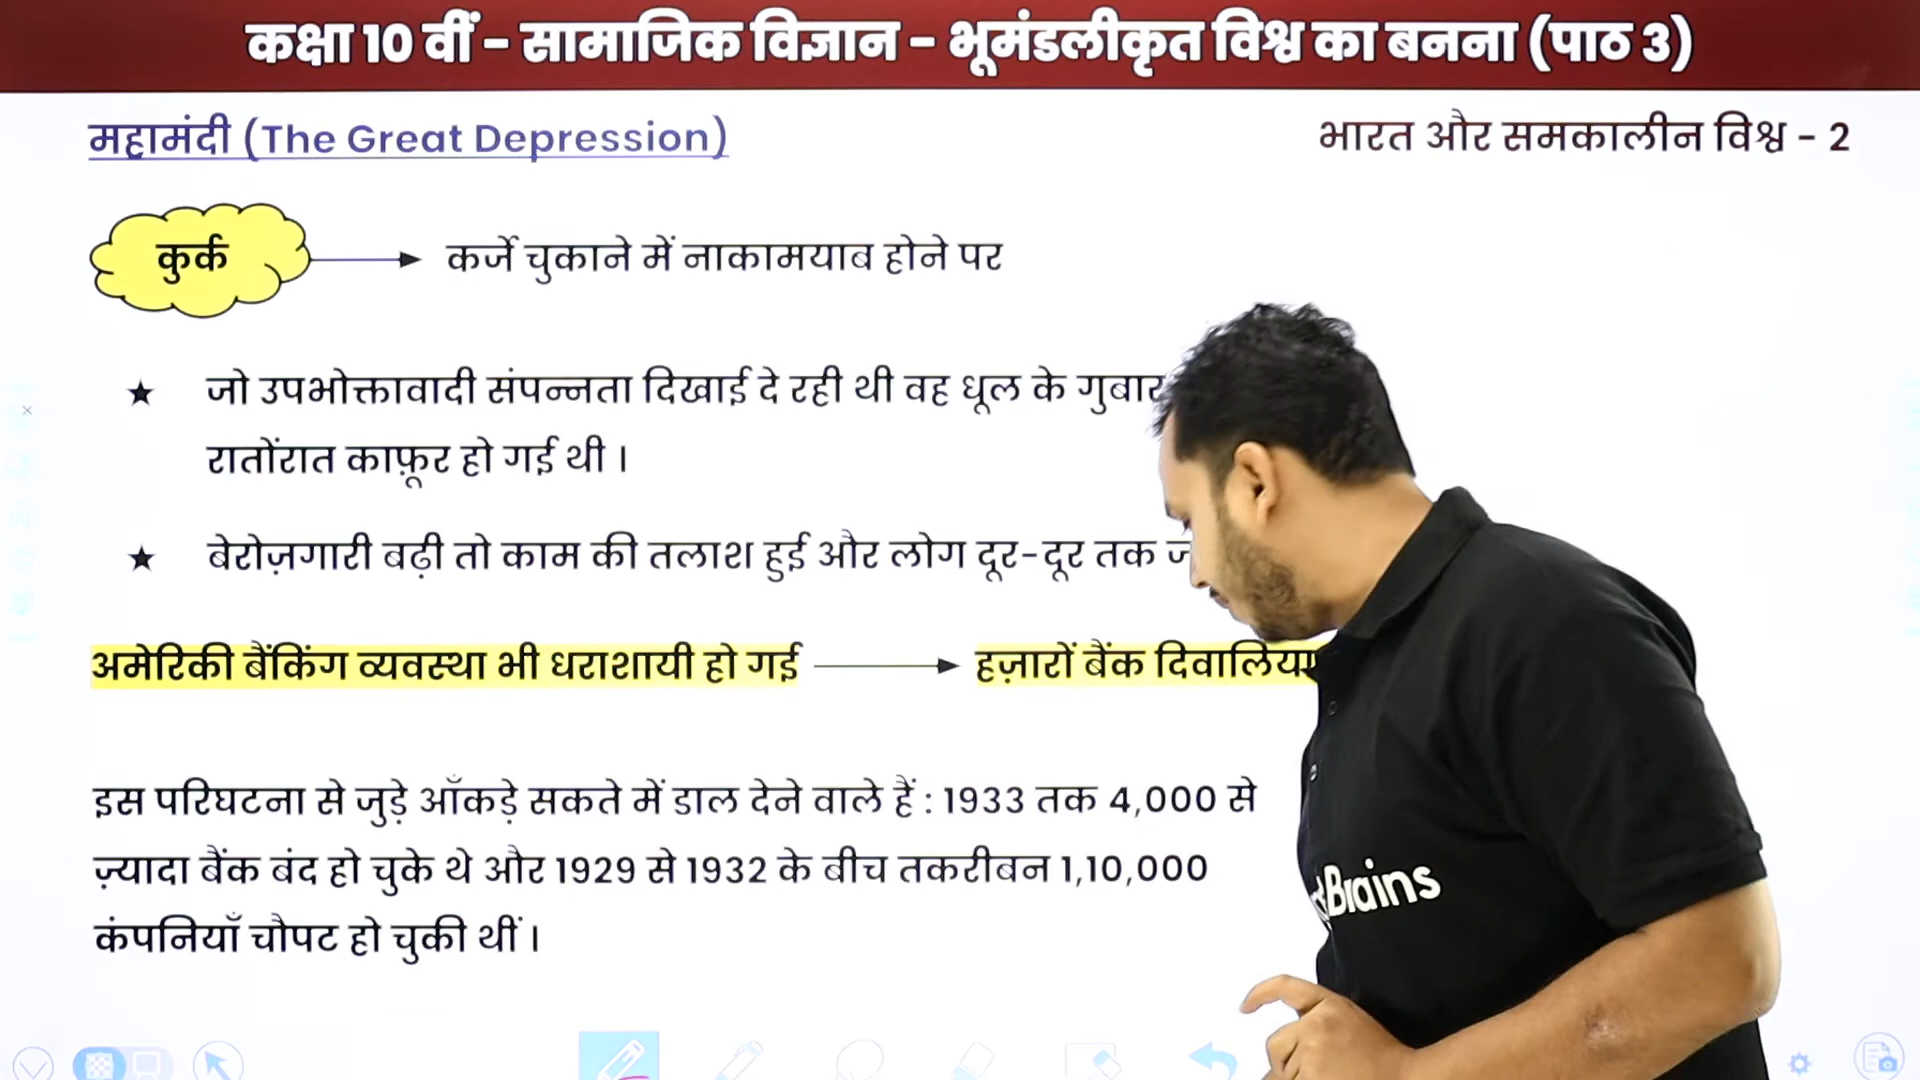 कक्षा 10 वीं - सामाजिक विज्ञान - भूमंडलीकृत विश्व का बनना (पाठ 3)
महामंदी (The Great Depression)
भारत और समकालीन विश्व - 2
कुर्क
कर्जे चुकाने में नाकामयाब होने पर
★ जो उपभोक्तावादी संपन्नता दिखाई दे रही थी वह धूल के गुबार
रातोंरात काफ़ूर हो गई थी ।
★ बेरोज़गारी बढ़ी तो काम की तलाश हुई और लोग दूर-दूर तक
अमेरिकी बैंकिंग व्यवस्था भी धराशायी हो गई
हज़ारों बैंक दिवालिया
इस परिघटना से जुड़े आँकड़े सकते में डाल देने वाले हैं : 1933 तक 4,000 से
ज़्यादा बैंक बंद हो चुके थे और 1929 से 1932 के बीच तकरीबन 1,10,000
कंपनियाँ चौपट हो चुकी थीं ।
Brains